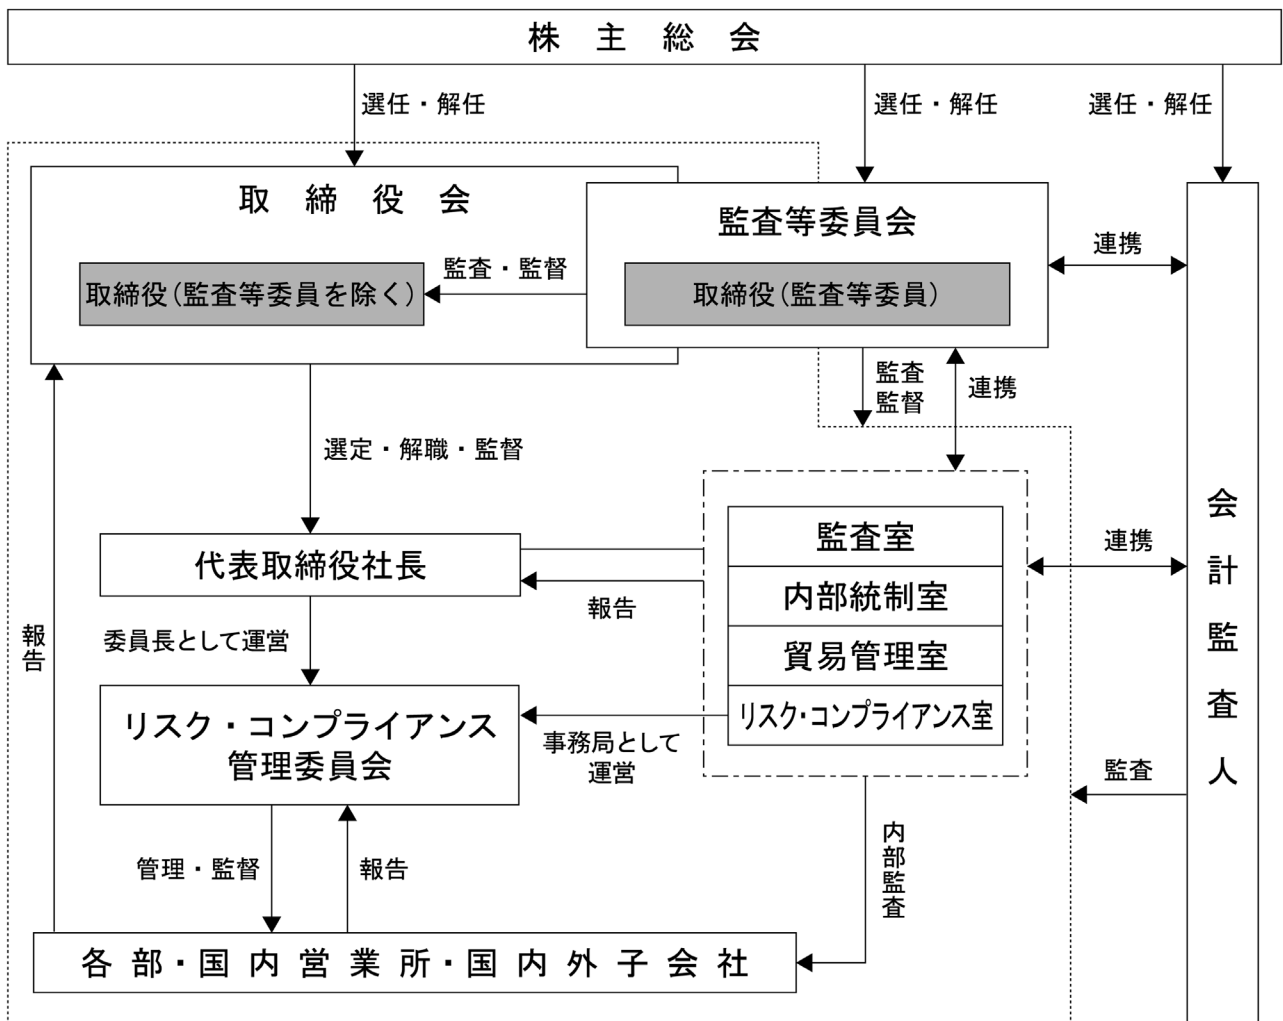 株主総会
選任・解任
選任・解任
選任・解任
取締役会
監査等委員会
連携
監査・監督
取締役（監査等委員を除く）
取締役（監査等委員）
監査
監督
連携
選定・解職・監督
代表取締役社長
監査室
内部統制室
貿易管理室
リスク・コンプライアンス室
連携
会計監査人
報告
報告
委員長として運営
リスク・コンプライアンス
管理委員会
事務局として
運営
監査
管理・監督
報告
内部監査
各部・国内営業所・国内外子会社